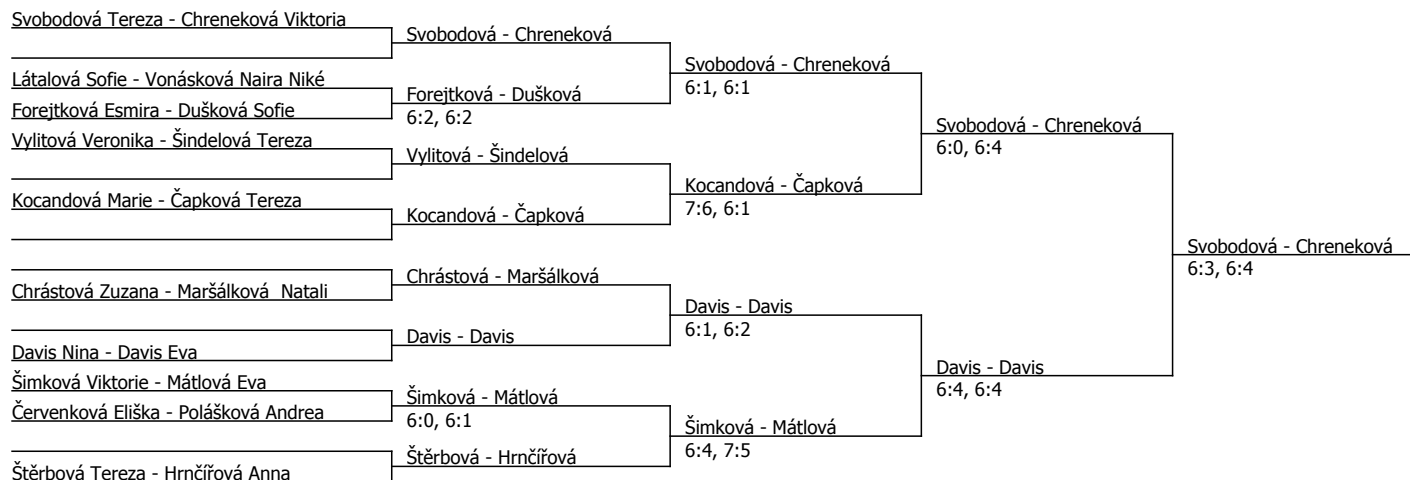 Svobodová Tereza - Chreneková Viktoria
Svobodová - Chreneková
Svobodová - Chreneková
6:1, 6:1
Látalová Sofie - Vonásková Naira Niké
Forejtková Esmira - Dušková Sofie
Forejtková - Dušková
6:2, 6:2
Svobodová - Chreneková
6:0, 6:4
Vylitová Veronika - Šindelová Tereza
Vylitová - Šindelová
Kocandová - Čapková
7:6, 6:1
Kocandová Marie - Čapková Tereza
Kocandová - Čapková
Svobodová - Chreneková
6:3, 6:4
Chrástová Zuzana - Maršálková  Natali
Chrástová - Maršálková
Davis - Davis
6:1, 6:2
Davis Nina - Davis Eva
Davis - Davis
Davis - Davis
6:4, 6:4
Šimková Viktorie - Mátlová Eva
Červenková Eliška - Polášková Andrea
Šimková - Mátlová
6:0, 6:1
Šimková - Mátlová
6:4, 7:5
Štěrbová Tereza - Hrnčířová Anna
Štěrbová - Hrnčířová